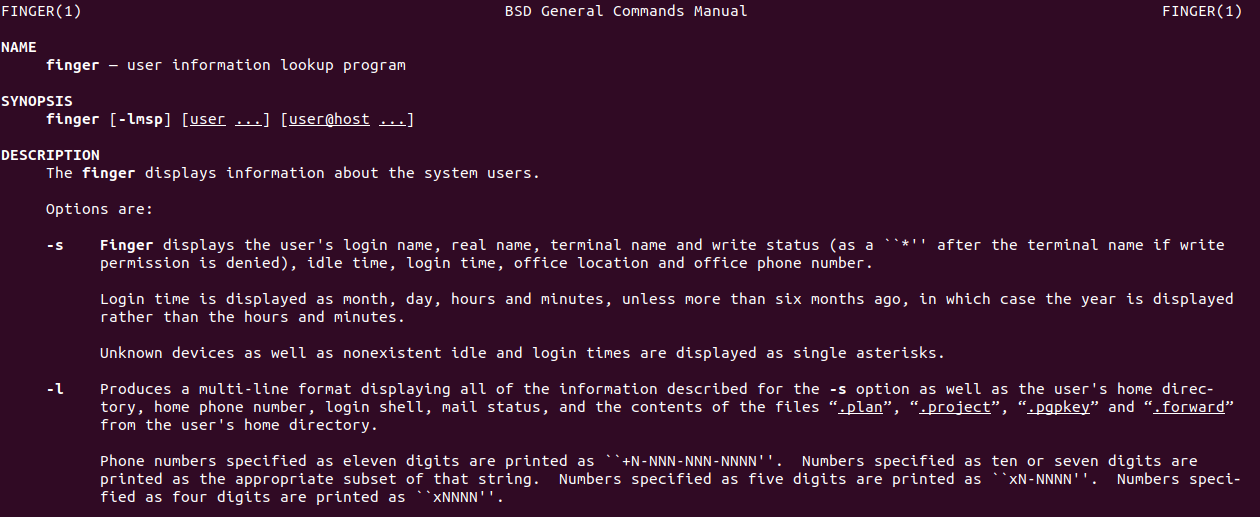 FINGER(1) BSD General Commands Manual FINGER(1)
NAME
finger — user information lookup program
SYNOPSIS
finger [-lmsp] [user ...] [user@host ...]
DESCRIPTION
The finger displays information about the system users.
Options are:
-s Finger displays the user's login name, real name, terminal name and write status (as a ``*'' after the terminal name if write
permission is denied), idle time, login time, office location and office phone number.
Login time is displayed as month, day, hours and minutes, unless more than six months ago, in which case the year is displayed
rather than the hours and minutes.
Unknown devices as well as nonexistent idle and login times are displayed as single asterisks.
-l Produces a multi-line format displaying all of the information described for the -s option as well as the user's home direc‐
tory, home phone number, login shell, mail status, and the contents of the files “.plan”, “.project”, “.pgpkey” and “.forward”
from the user's home directory.
Phone numbers specified as eleven digits are printed as ``+N-NNN-NNN-NNNN''. Numbers specified as ten or seven digits are
printed as the appropriate subset of that string. Numbers specified as five digits are printed as ``xN-NNNN''. Numbers speci‐
fied as four digits are printed as ``xNNNN''.